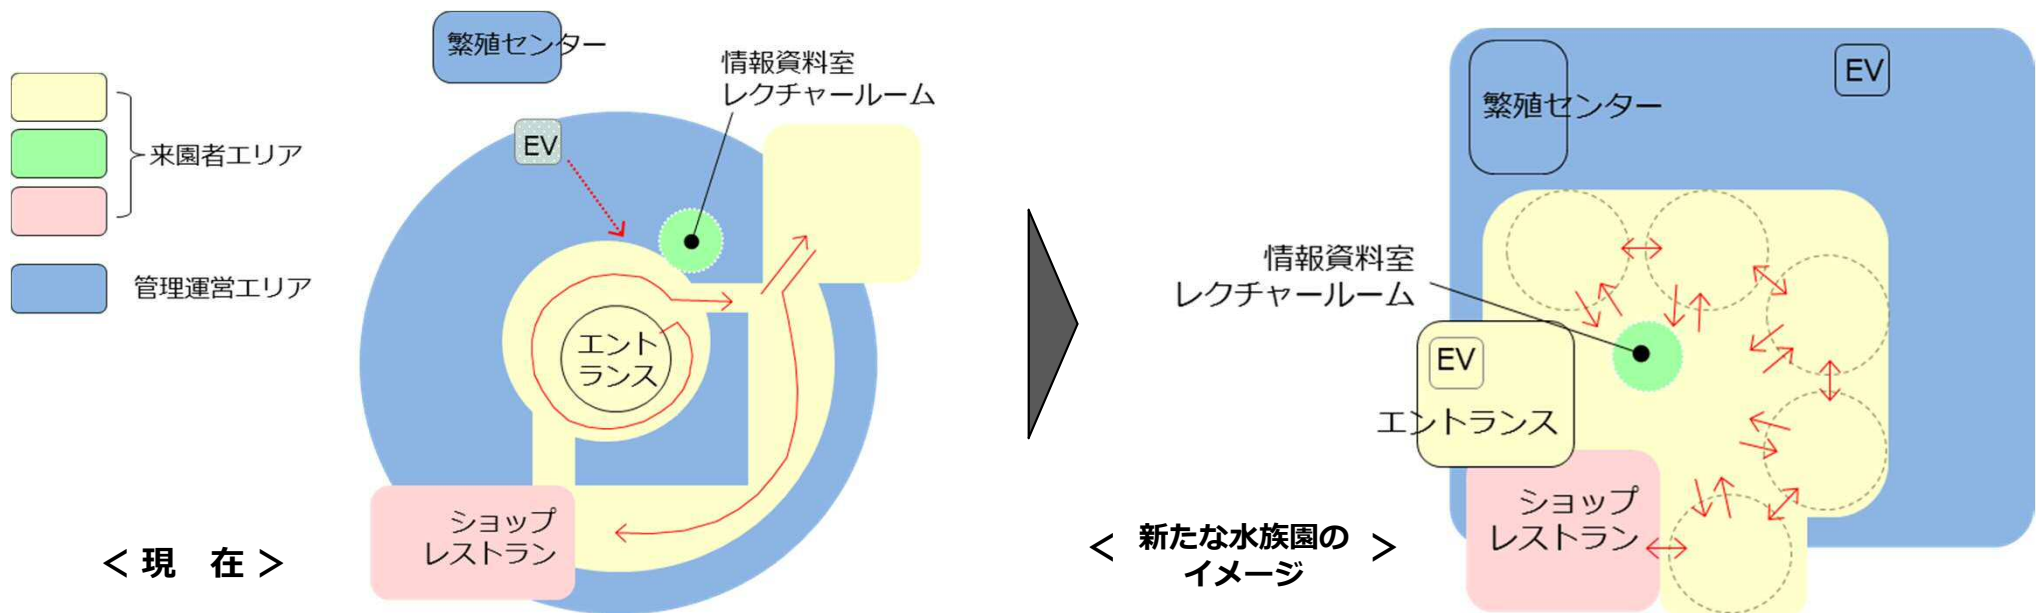 来園者エリア
管理運営エリア
繁殖センター
EV
情報資料室
レクチャールーム
エント
ランス
ショップ
レストラン
＜現　在＞
繁殖センター
EV
情報資料室
レクチャールーム
EV
エントランス
ショップ
レストラン
＜ 新たな水族園の ＞
イメージ